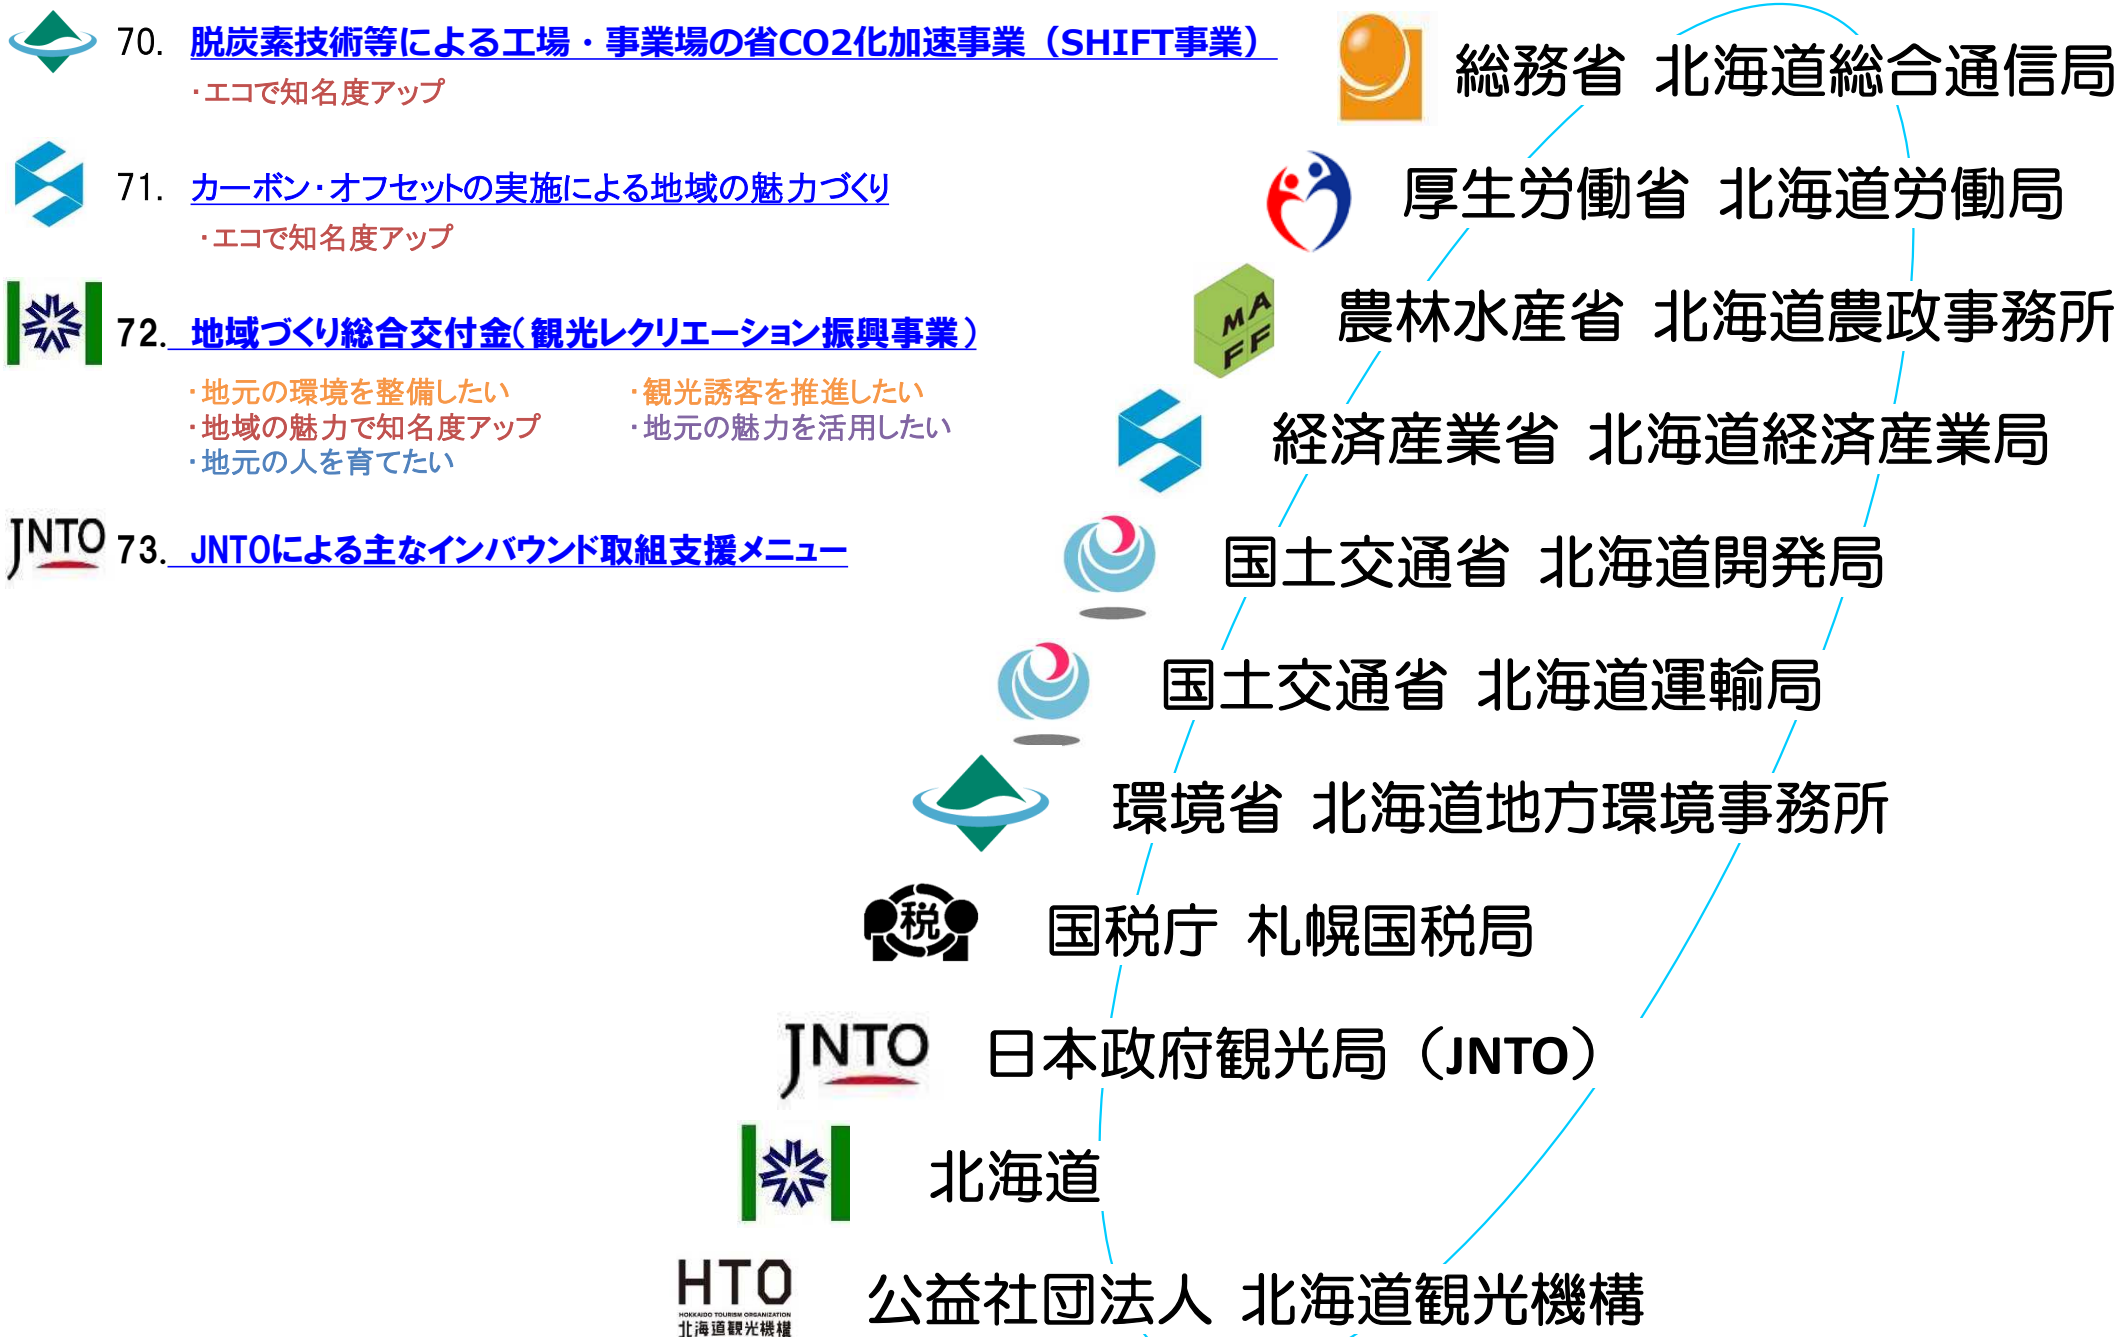 70. 脱炭素技術等による工場・事業場の省CO2化加速事業（SHIFT事業）
・エコで知名度アップ
71. カーボン・オフセットの実施による地域の魅力づくり
・エコで知名度アップ
72. 地域づくり総合交付金（観光レクリエーション振興事業）
・地元の環境を整備したい ・観光誘客を推進したい
・地域の魅力で知名度アップ ・地元の魅力を活用したい
・地元の人を育てたい
JNTO 73. JNTOによる主なインバウンド取組支援メニュー
総務省 北海道総合通信局
厚生労働省 北海道労働局
MAFF 農林水産省 北海道農政事務所
経済産業省 北海道経済産業局
国土交通省 北海道開発局
国土交通省 北海道運輸局
環境省 北海道地方環境事務所
税 国税庁 札幌国税局
JNTO 日本政府観光局（JNTO）
北海道
HTO 公益社団法人 北海道観光機構
HOKKAIDO TOURISM ORGANIZATION
北海道観光機構